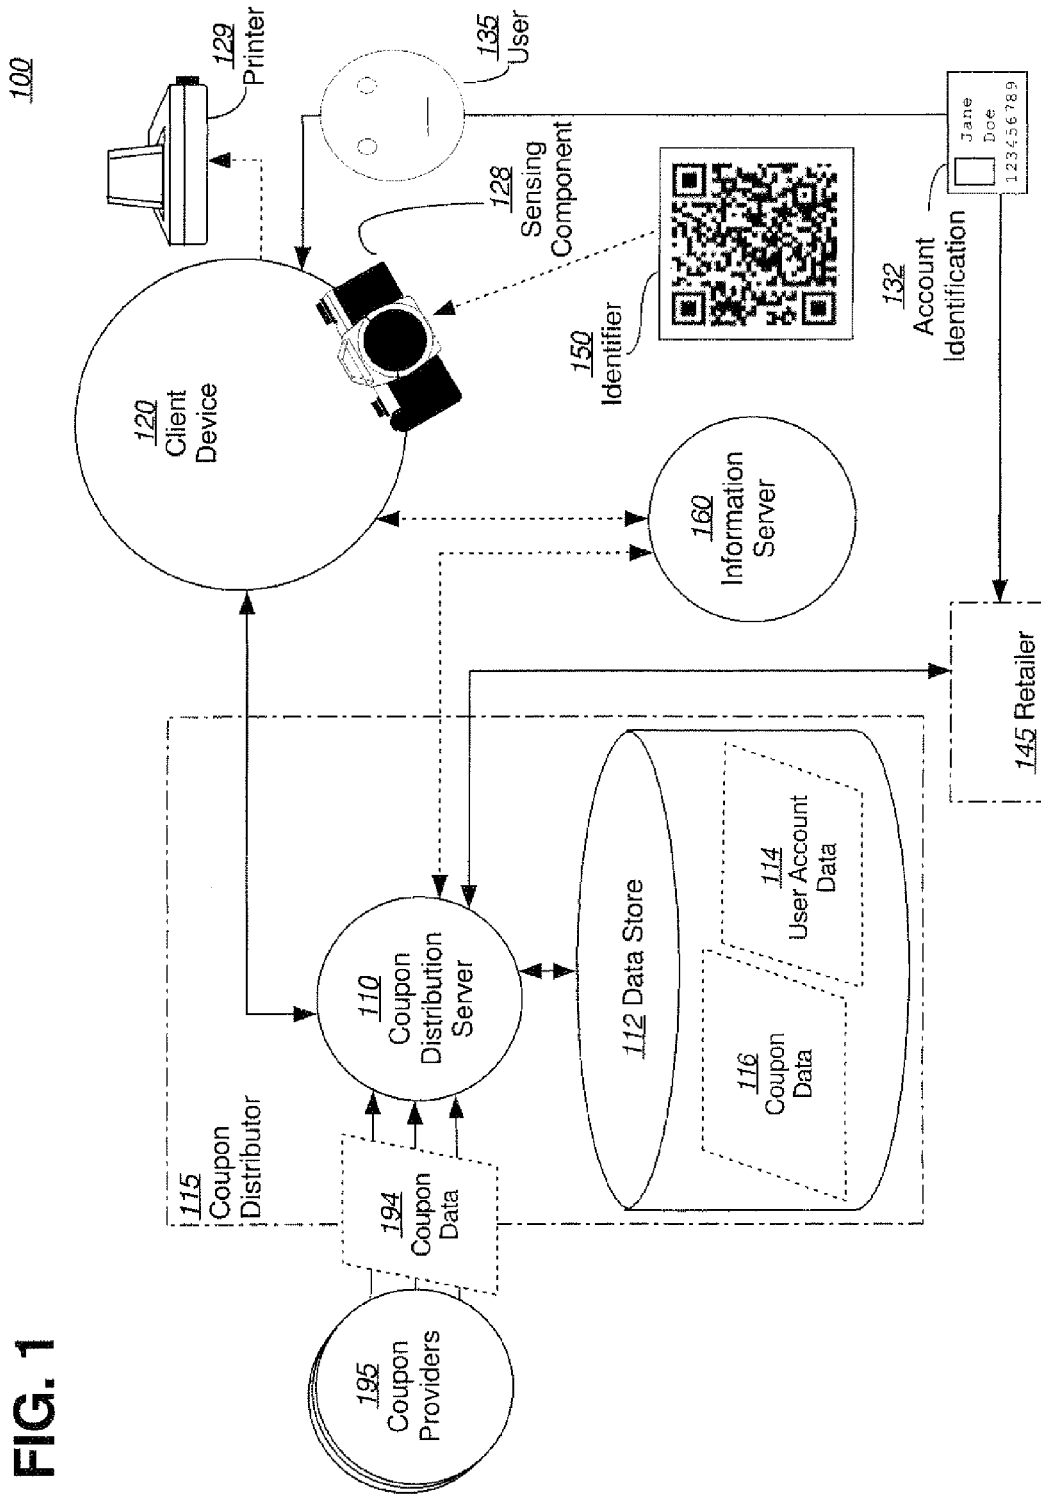 FIG. 1
100
195
Coupon
Providers
194
Coupon
Data
115
Coupon
Distributor
110
Coupon
Distribution
Server
112 Data Store
116
Coupon
Data
114
User Account
Data
120
Client
Device
129
Printer
135
User
128
Sensing
Component
150
Identifier
160
Information
Server
132
Account
Identification
Jane
Doe
123456789
145 Retailer